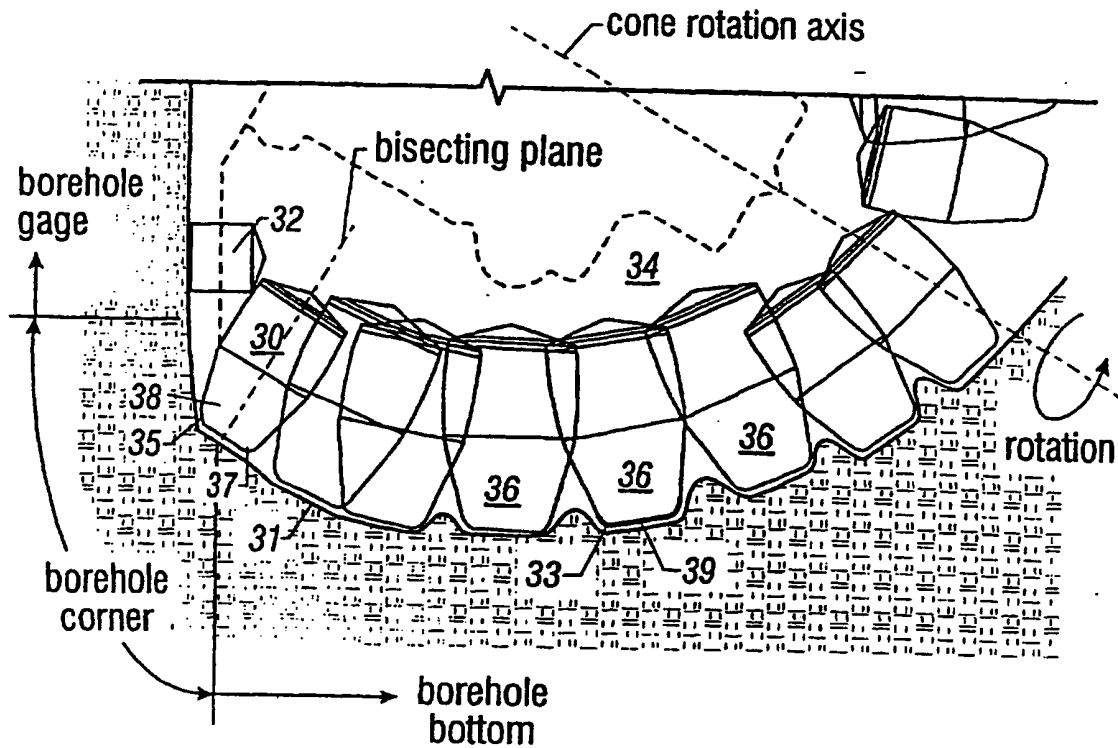 cone rotation axis
bisecting plane
borehole
gage
32
34
30
38
35
36
36
36
rotation
37
31
33
39
borehole
corner
borehole
bottom